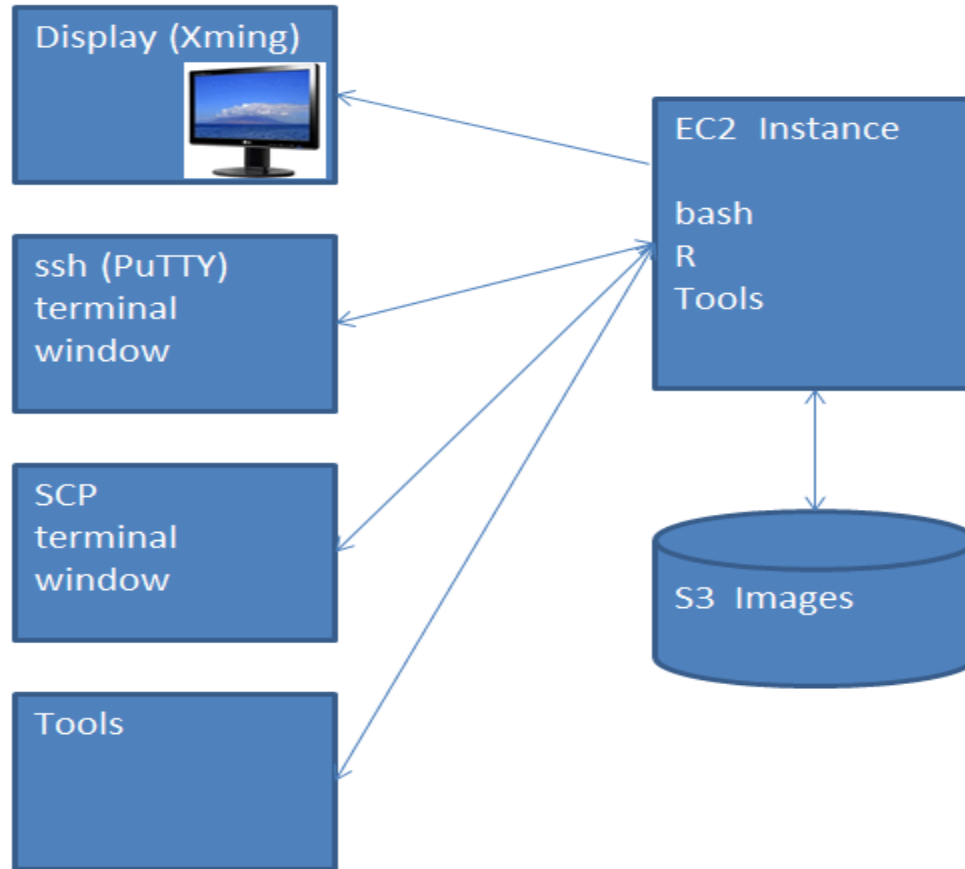 Display (Xming)
ssh (PuTTY)
terminal
window
SCP
terminal
window
Tools
EC2 Instance
bash
R
Tools
S3 Images